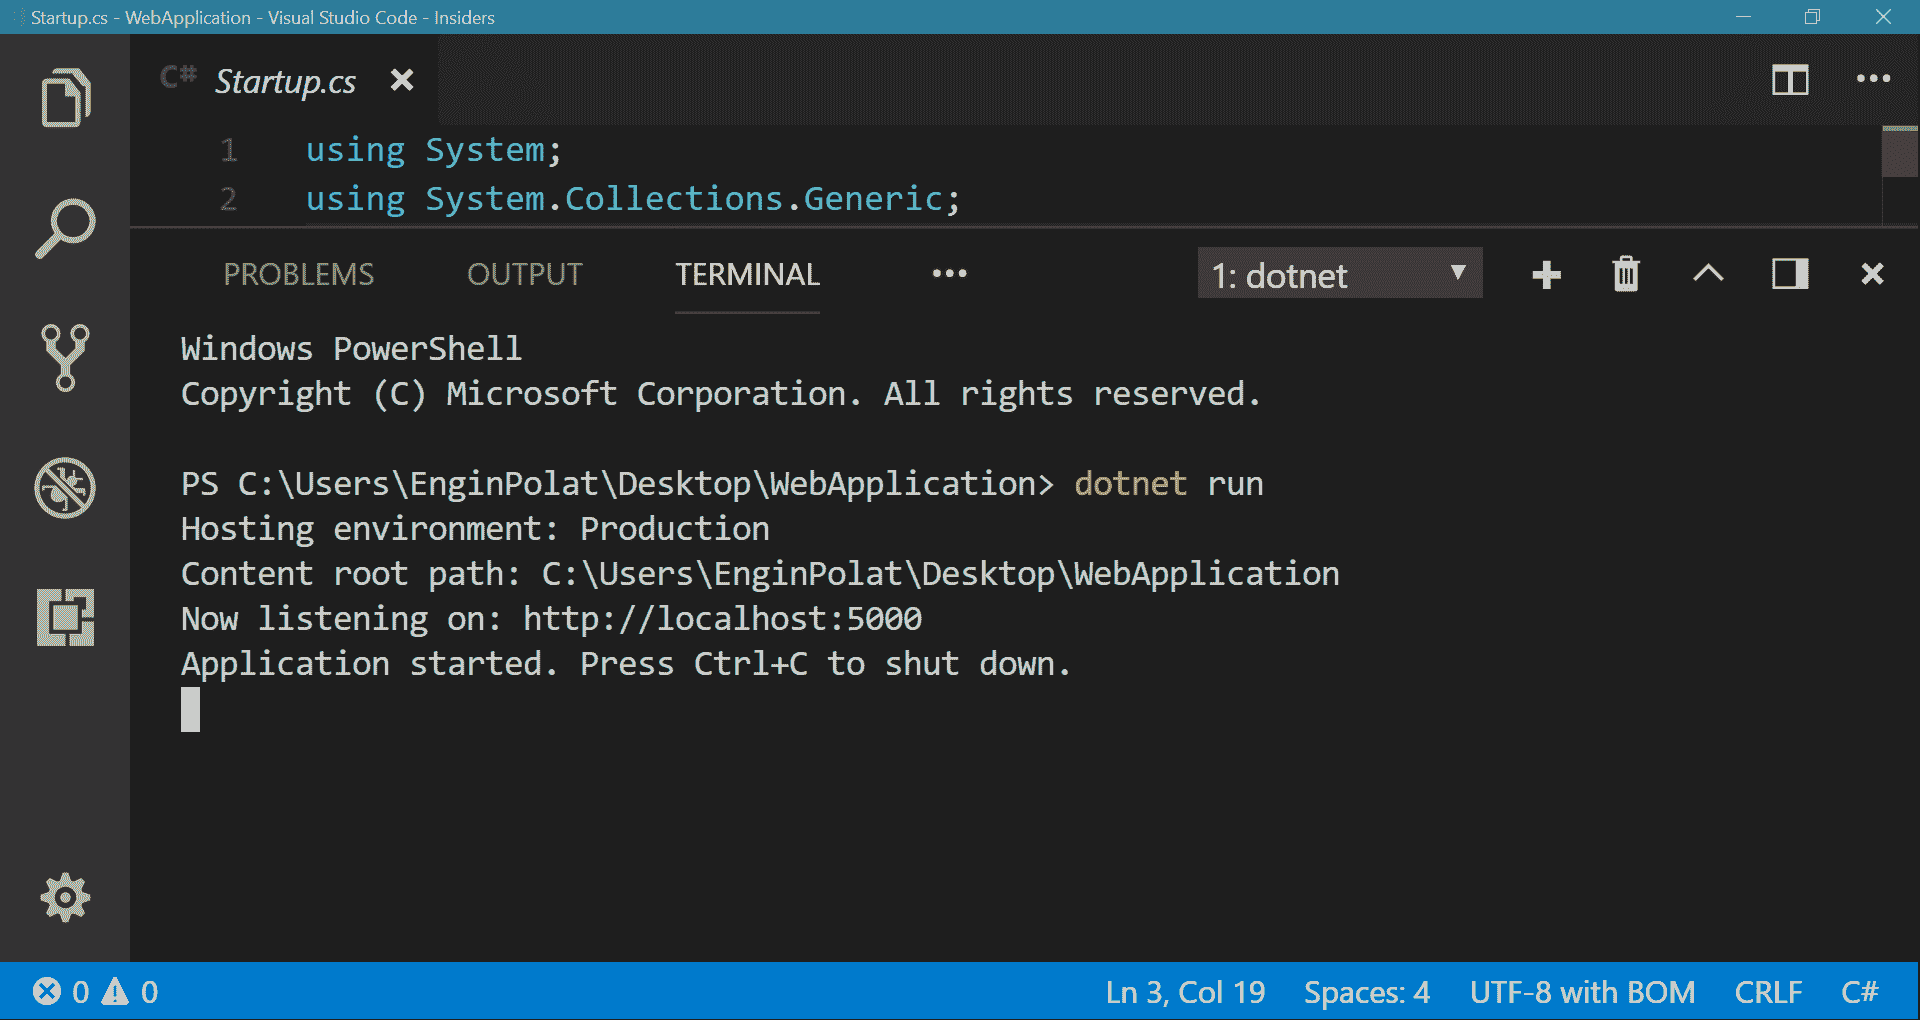 Startup.cs - WebApplication - Visual Studio Code - Insiders
C# Startup.cs
1 using System;
2 using System.Collections.Generic;
PROBLEMS OUTPUT TERMINAL ••• 1: dotnet
Windows PowerShell
Copyright (C) Microsoft Corporation. All rights reserved.
PS C:\Users\EnginPolat\Desktop\WebApplication> dotnet run
Hosting environment: Production
Content root path: C:\Users\EnginPolat\Desktop\WebApplication
Now listening on: http://localhost:5000
Application started. Press Ctrl+C to shut down.
0 0 Ln 3, Col 19 Spaces: 4 UTF-8 with BOM CRLF C#